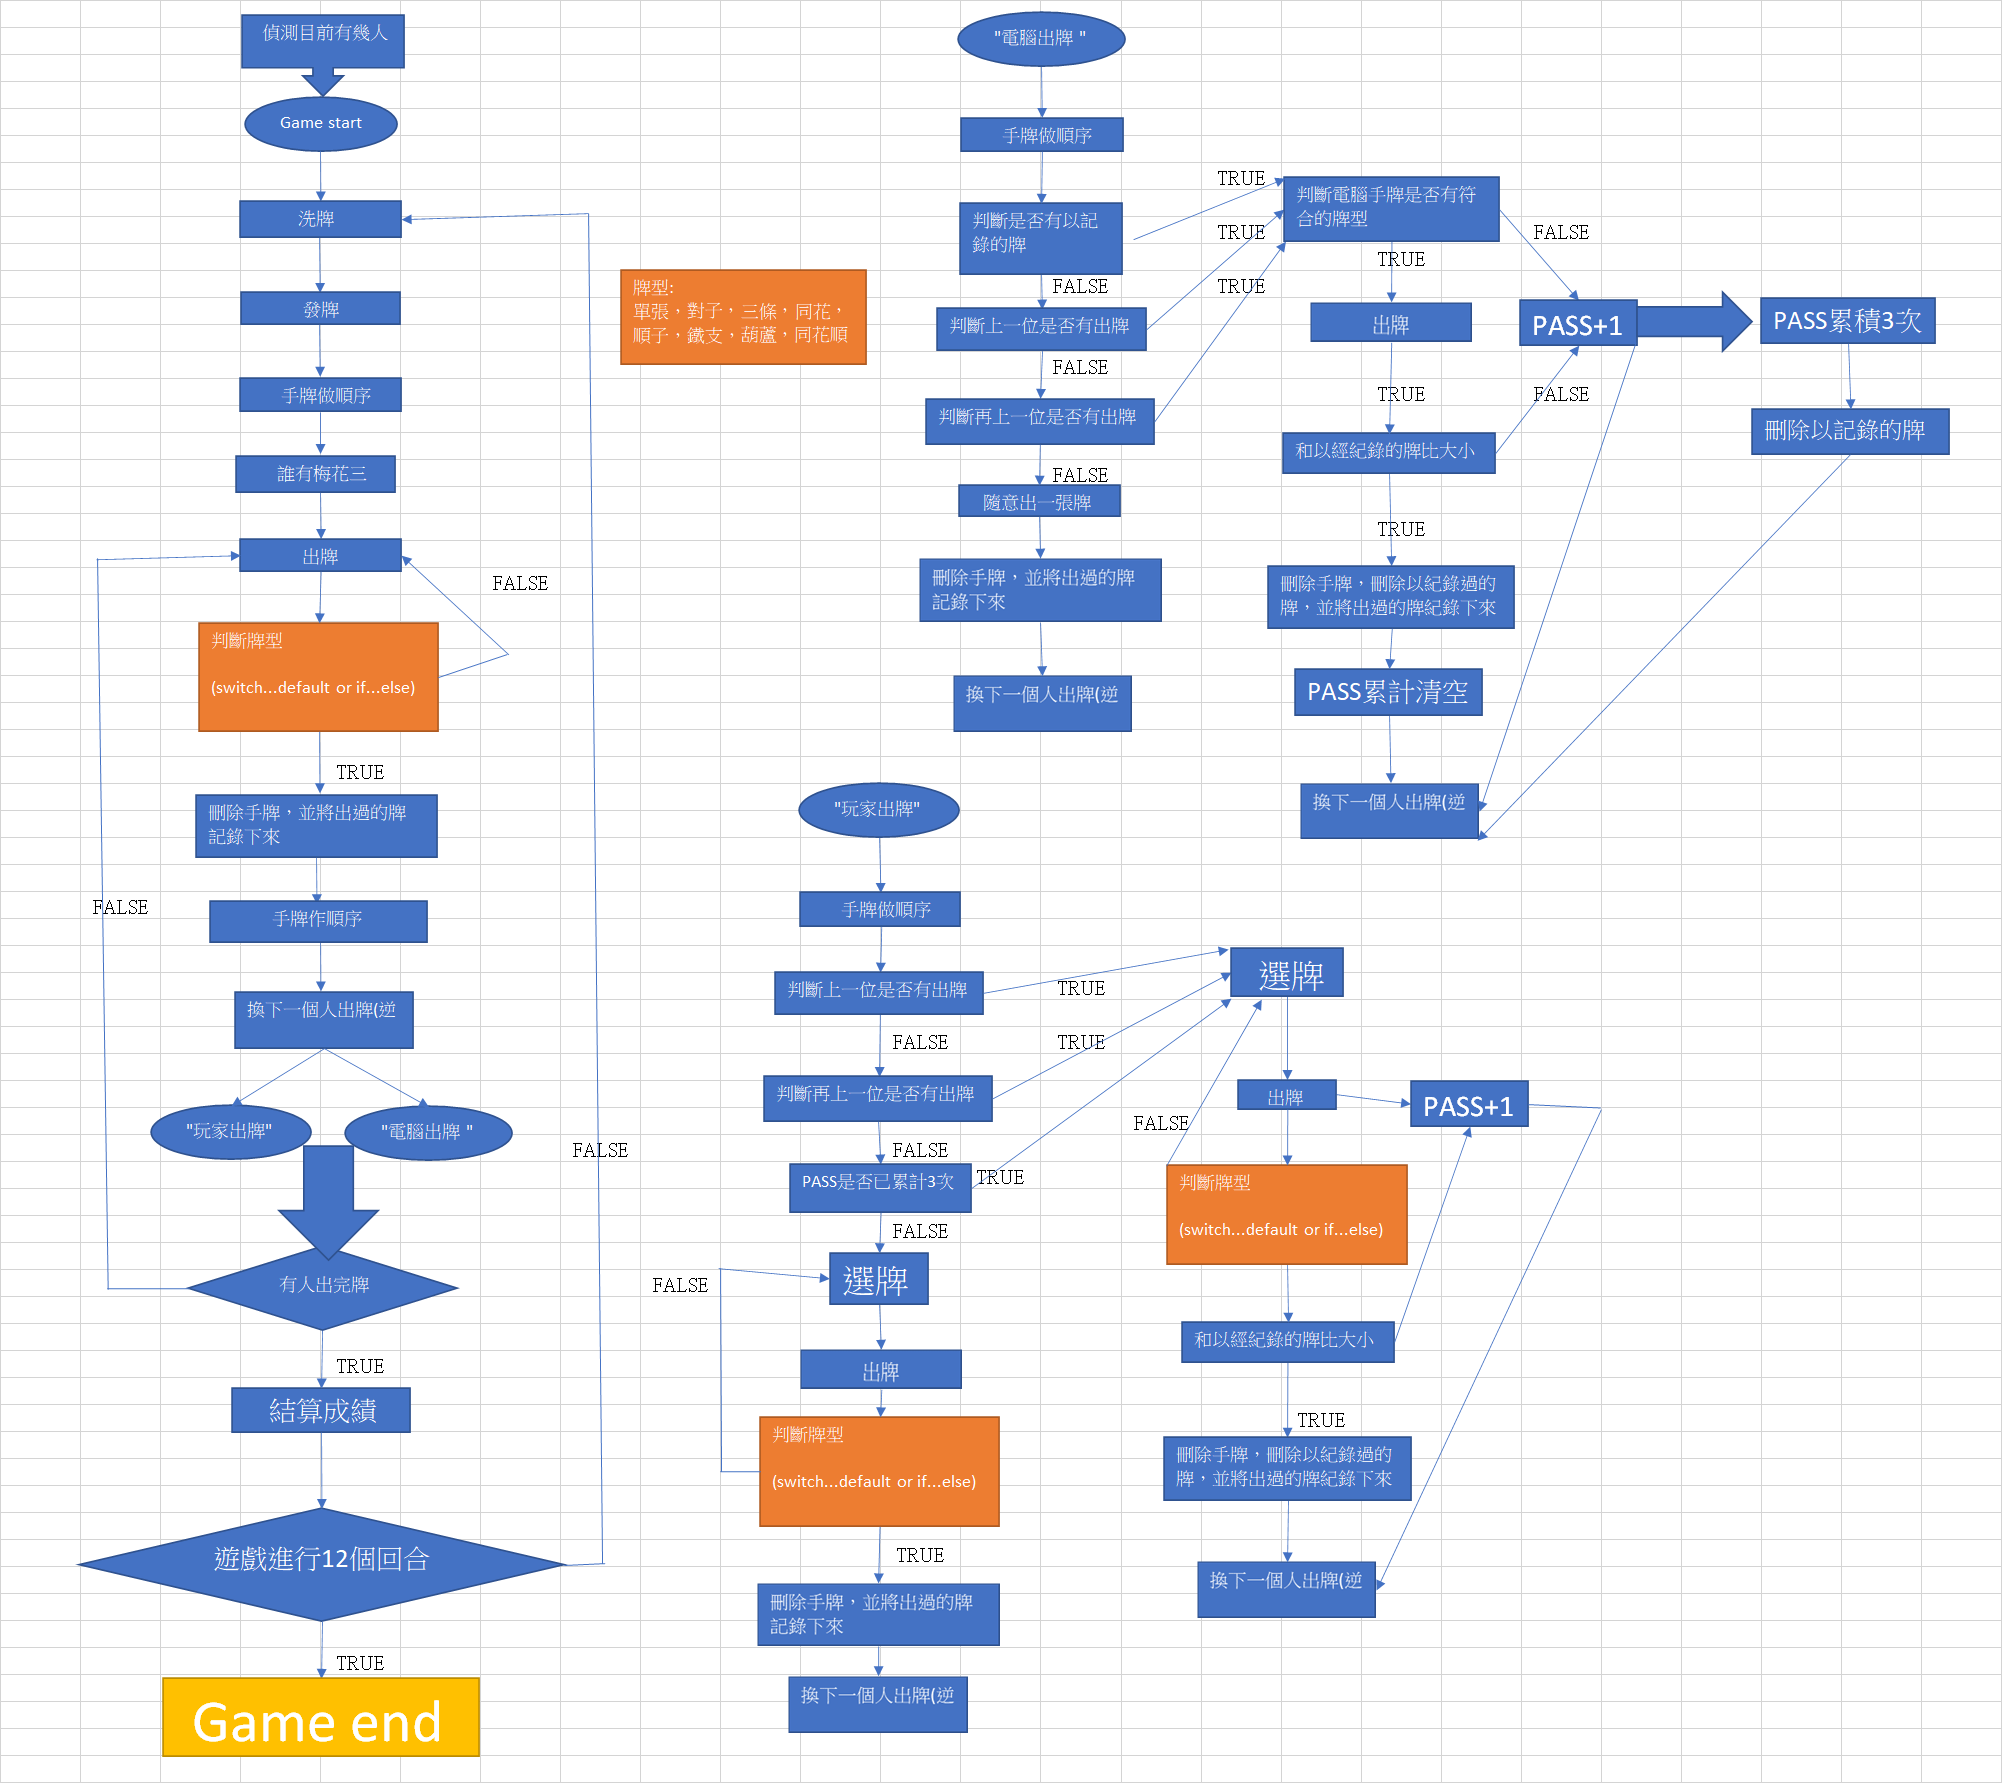 偵測目前有幾人
Game start
洗牌
發牌
手牌做順序
誰有梅花三
出牌
FALSE
判斷牌型
(switch...default or if...else)
TRUE
刪除手牌，並將出過的牌
記錄下來
FALSE
手牌作順序
換下一個人出牌(逆
"玩家出牌"
"電腦出牌 "
FALSE
有人出完牌
TRUE
結算成績
遊戲進行12個回合
TRUE
Game end
牌型:
單張，對子，三條，同花，
順子，鐵支，葫蘆，同花順
"電腦出牌 "
手牌做順序
判斷是否有以記
錄的牌
TRUE
TRUE
TRUE
FALSE
判斷上一位是否有出牌
FALSE
判斷再上一位是否有出牌
FALSE
隨意出一張牌
刪除手牌，並將出過的牌
記錄下來
換下一個人出牌(逆
判斷電腦手牌是否有符
合的牌型
FALSE
TRUE
出牌
PASS+1
PASS累積3次
TRUE
FALSE
刪除以記錄的牌
和以經紀錄的牌比大小
TRUE
刪除手牌，刪除以紀錄過的
牌，並將出過的牌紀錄下來
PASS累計清空
換下一個人出牌(逆
"玩家出牌"
手牌做順序
判斷上一位是否有出牌
TRUE
FALSE
TRUE
判斷再上一位是否有出牌
FALSE
PASS是否已累計3次
TRUE
FALSE
FALSE
選牌
出牌
判斷牌型
(switch...default or if...else)
TRUE
刪除手牌，並將出過的牌
記錄下來
換下一個人出牌(逆
選牌
出牌
PASS+1
FALSE
判斷牌型
(switch...default or if...else)
和以經紀錄的牌比大小
TRUE
刪除手牌，刪除以紀錄過的
牌，並將出過的牌紀錄下來
換下一個人出牌(逆